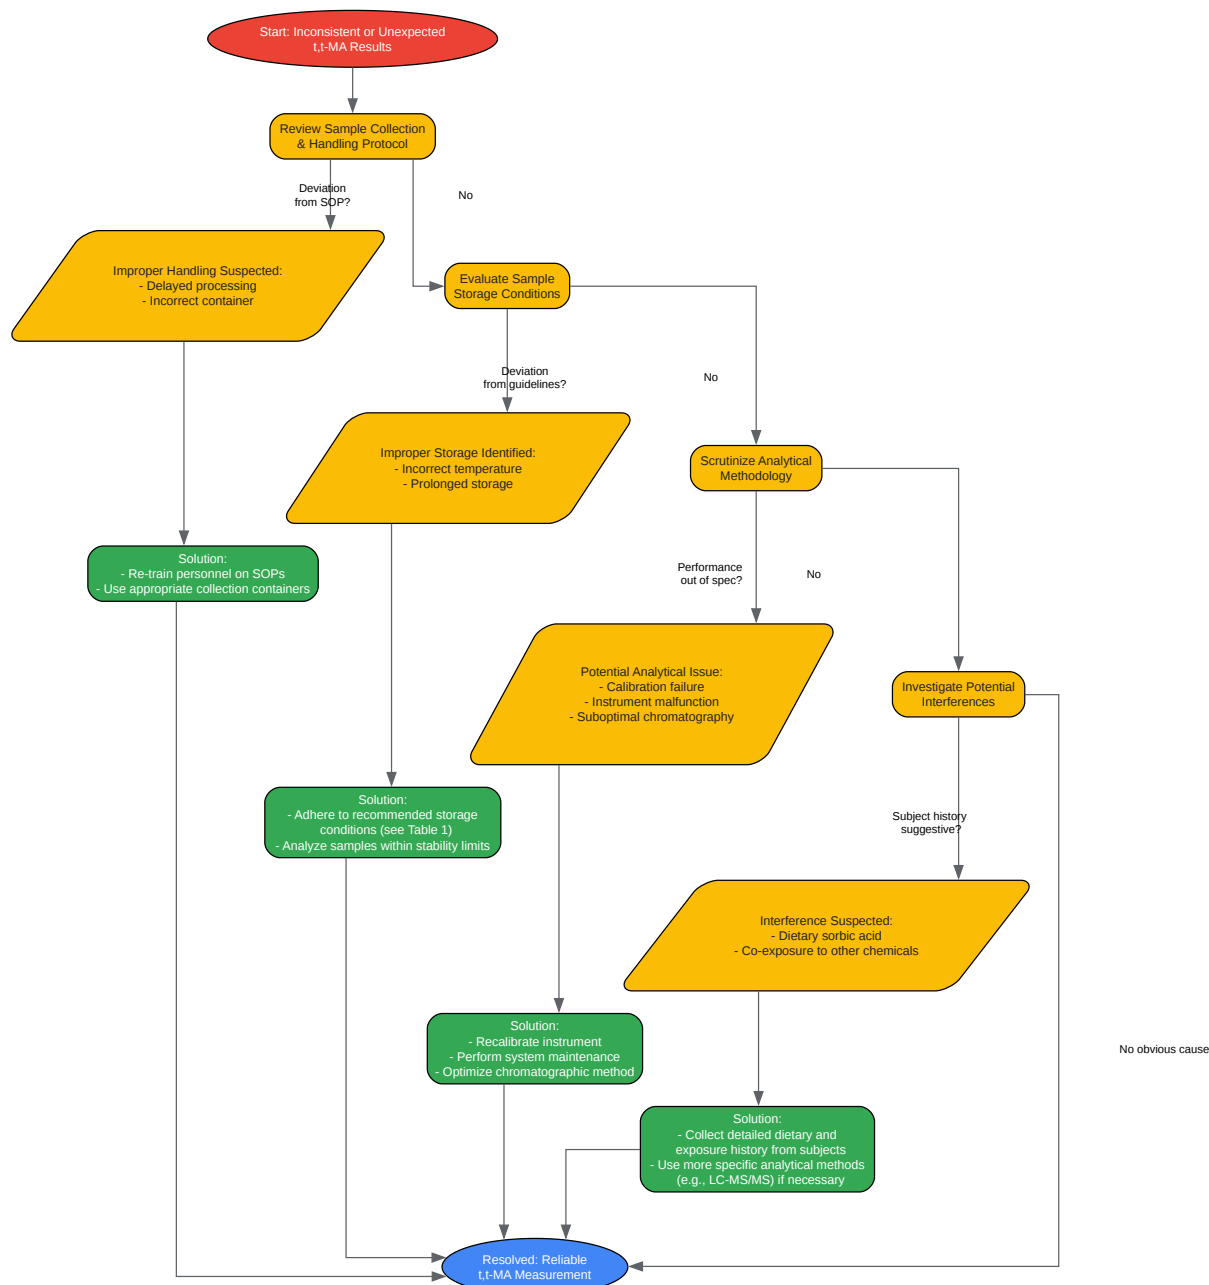 Start: Inconsistent or Unexpected
t,t-MA Results
Review Sample Collection
& Handling Protocol
Deviation
from SOP?
No
Improper Handling Suspected:
- Delayed processing
- Incorrect container
Evaluate Sample
Storage Conditions
Deviation
from guidelines?
No
Improper Storage Identified:
- Incorrect temperature
- Prolonged storage
Scrutinize Analytical
Methodology
Solution:
- Re-train personnel on SOPs
- Use appropriate collection containers
Performance
out of spec?
No
Potential Analytical Issue:
- Calibration failure
- Instrument malfunction
- Suboptimal chromatography
Investigate Potential
Interferences
Solution:
- Adhere to recommended storage
conditions (see Table 1)
- Analyze samples within stability limits
Subject history
suggestive?
Interference Suspected:
- Dietary sorbic acid
- Co-exposure to other chemicals
Solution:
- Recalibrate instrument
- Perform system maintenance
- Optimize chromatographic method
No obvious cause
Solution:
- Collect detailed dietary and
exposure history from subjects
- Use more specific analytical methods
(e.g., LC-MS/MS) if necessary
Resolved: Reliable
t,t-MA Measurement